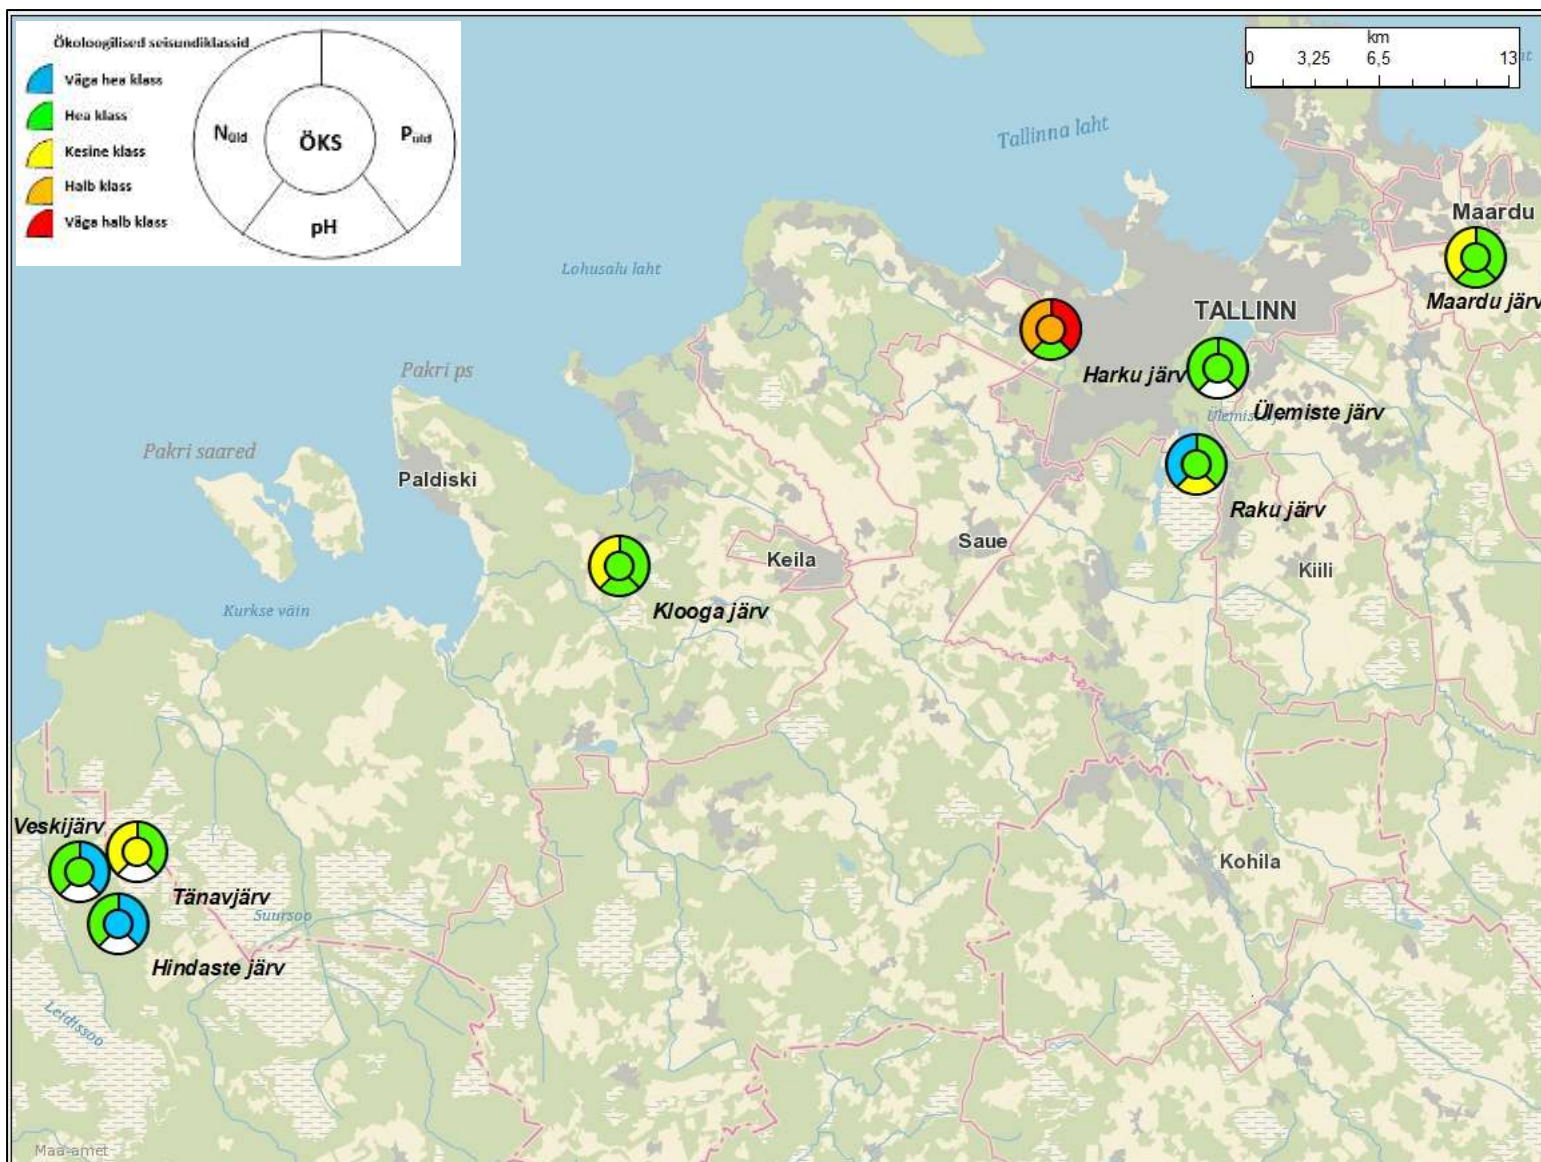 Ökoloogilised seisundiklassid
Väga hea klass
Hea klass
Kesine klass
Halb klass
Väga halb klass
Nüld
ÖKS
Püld
pH
km
0 3,25 6,5 13
Tallinna laht
Maardu
Maardu järv
Lohusalu laht
TALLINN
Harku järv
Ülemiste järv
Pakri ps
Pakri saared
Paldiski
Raku järv
Keila
Saue
Kiili
Klooga järv
Kurkse väin
Veskijärv
Tänavjärv
Suursoo
Hindaste järv
Kohila
Leidissoo
Maa-amet